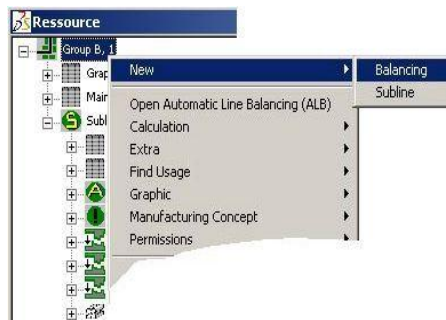 Ressource
Group B, 1
Grap
Main
Subl
New
Open Automatic Line Balancing (ALB)
Calculation
Extra
Find Usage
Graphic
Manufacturing Concept
Permissions
Balancing
Subline